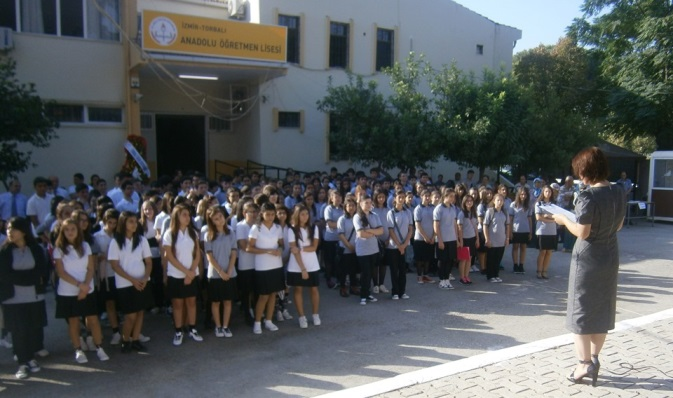 İZMİR-TORBALI
ANADOLU ÖĞRETMEN LİSESİ